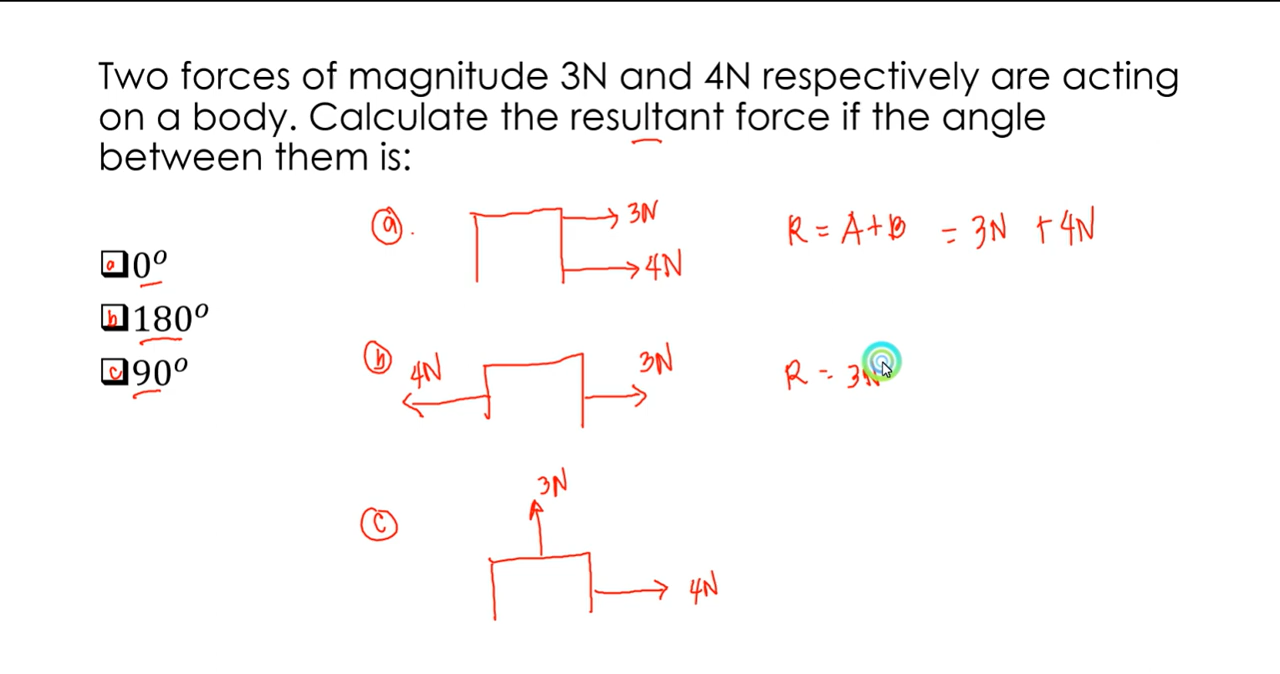 Two forces of magnitude 3N and 4N respectively are acting
on a body. Calculate the resultant force if the angle
between them is:
a 0°
b 180°
c 90°
a.
3N
4N
R = A+B = 3N + 4N
b
4N
3N
R = 3N
c
3N
4N